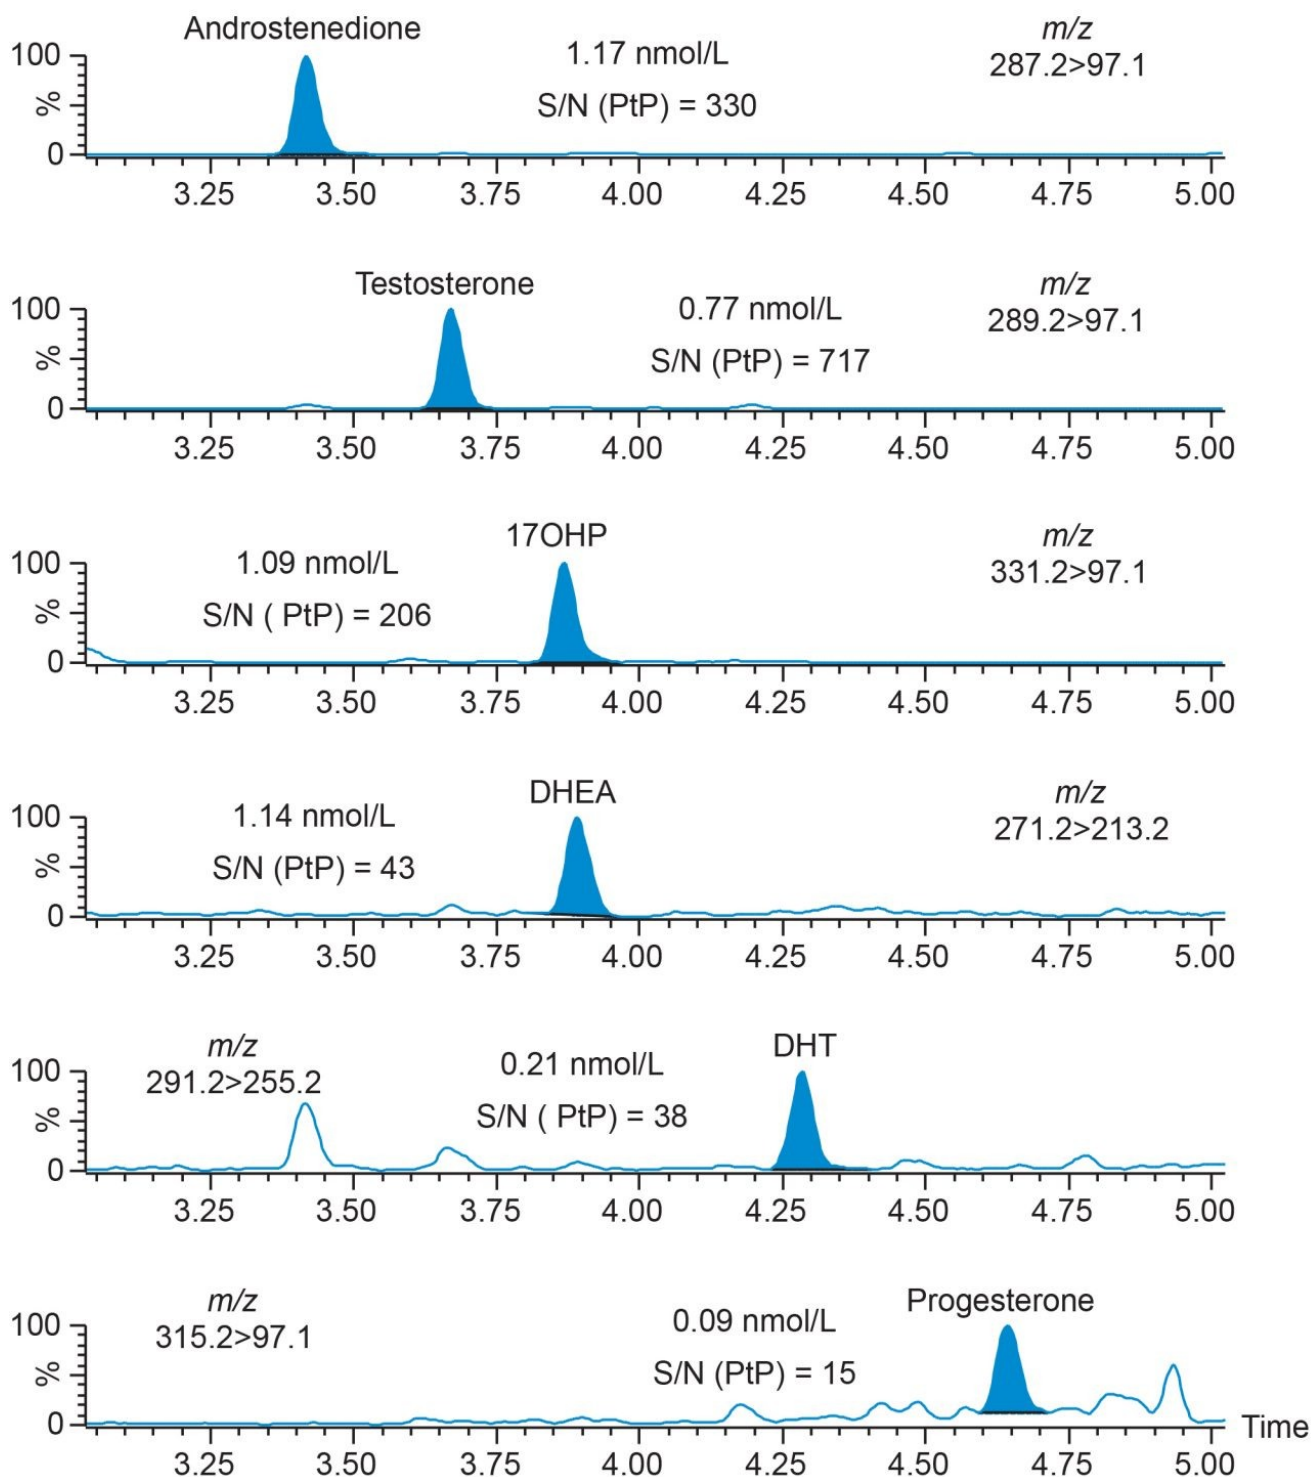 Androstenedione
1.17 nmol/L
S/N (PtP) = 330
m/z
287.2>97.1
100
%
0
3.25 3.50 3.75 4.00 4.25 4.50 4.75 5.00
Testosterone
0.77 nmol/L
S/N (PtP) = 717
m/z
289.2>97.1
100
%
0
3.25 3.50 3.75 4.00 4.25 4.50 4.75 5.00
17OHP
1.09 nmol/L
S/N ( PtP) = 206
m/z
331.2>97.1
100
%
0
3.25 3.50 3.75 4.00 4.25 4.50 4.75 5.00
DHEA
1.14 nmol/L
S/N (PtP) = 43
m/z
271.2>213.2
100
%
0
3.25 3.50 3.75 4.00 4.25 4.50 4.75 5.00
m/z
291.2>255.2
0.21 nmol/L
S/N ( PtP) = 38
DHT
100
%
0
3.25 3.50 3.75 4.00 4.25 4.50 4.75 5.00
m/z
315.2>97.1
0.09 nmol/L
S/N (PtP) = 15
Progesterone
100
%
0
Time
3.25 3.50 3.75 4.00 4.25 4.50 4.75 5.00